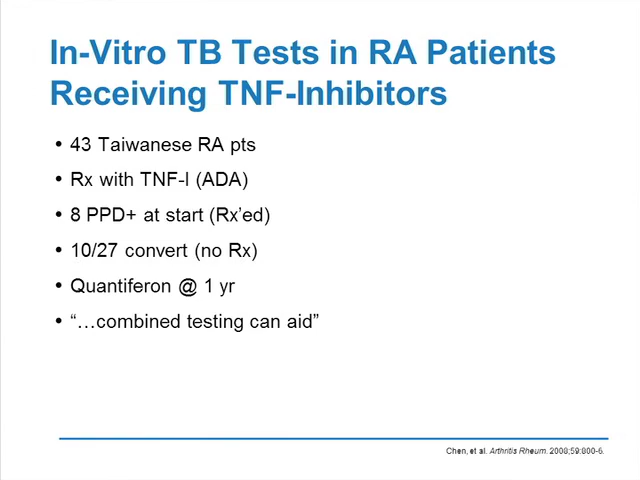 In-Vitro TB Tests in RA Patients
Receiving TNF-Inhibitors
• 43 Taiwanese RA pts
• Rx with TNF-I (ADA)
• 8 PPD+ at start (Rx’ed)
• 10/27 convert (no Rx)
• Quantiferon @ 1 yr
• “…combined testing can aid”
Chen, et al. Arthritis Rheum. 2008;59:800-6.